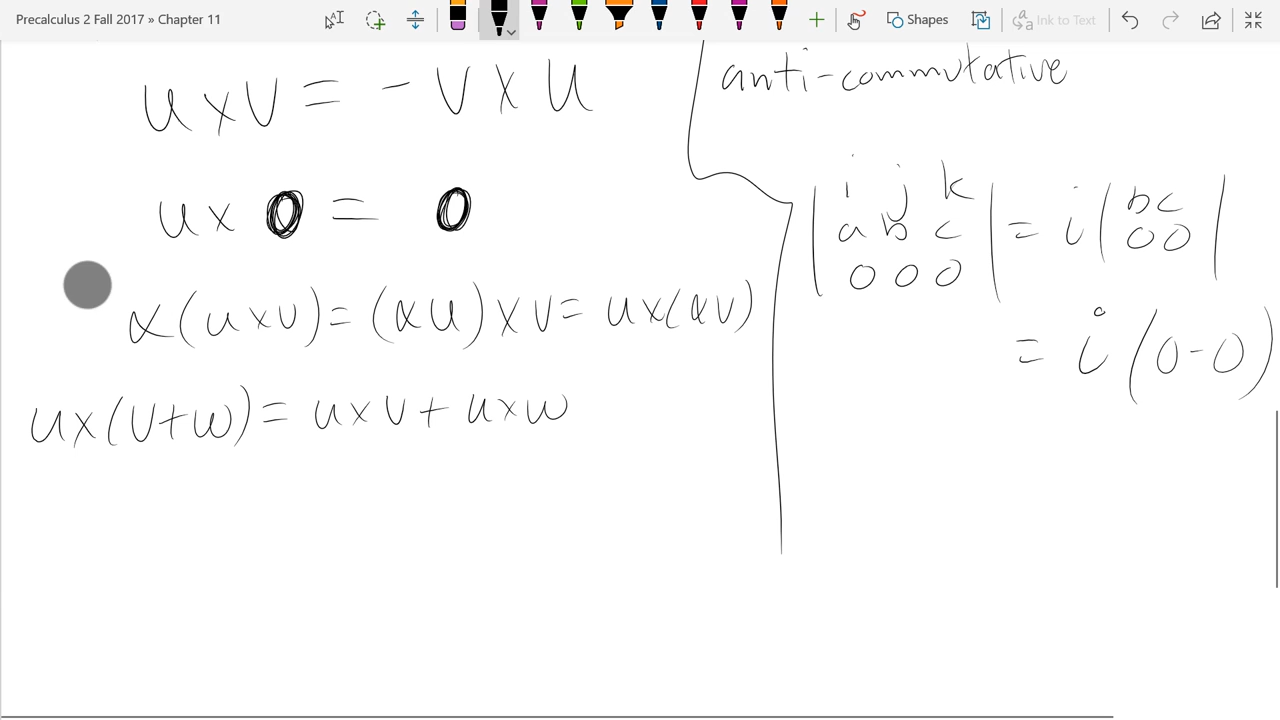 Precalculus 2 Fall 2017 » Chapter 11
Shapes
Ink to Text
u x v = - v x u
anti-commutative
u x 0 = 0
i j k
a b c
0 0 0
= i | b c
0 0 |
α(u x v) = (αu) x v = u x (αv)
= i (0-0)
u x (v+w) = u x v + u x w